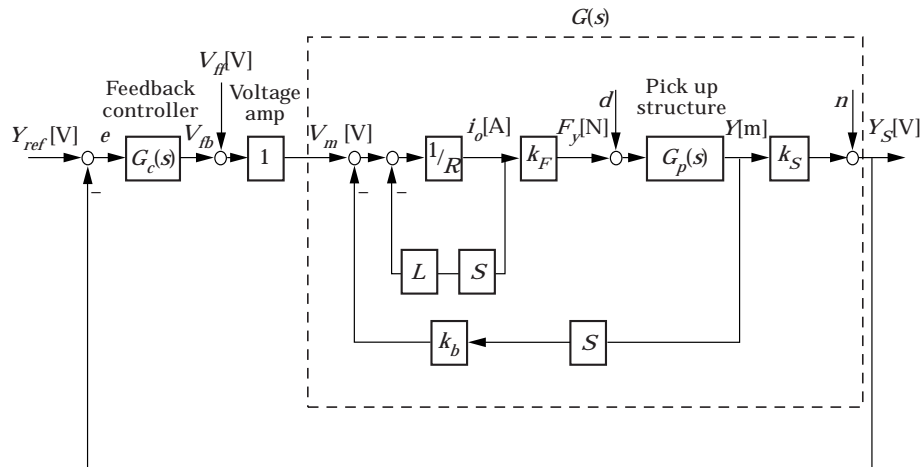 G(s)
V_ff[V]
Feedback
controller
Voltage
amp
Pick up
structure
d
n
Y_ref [V]
e
V_fb
V_m [V]
i_o[A]
F_y[N]
Y[m]
Y_S[V]
G_c(s)
1
1/R
k_F
G_p(s)
k_S
−
−
−
L
S
k_b
S